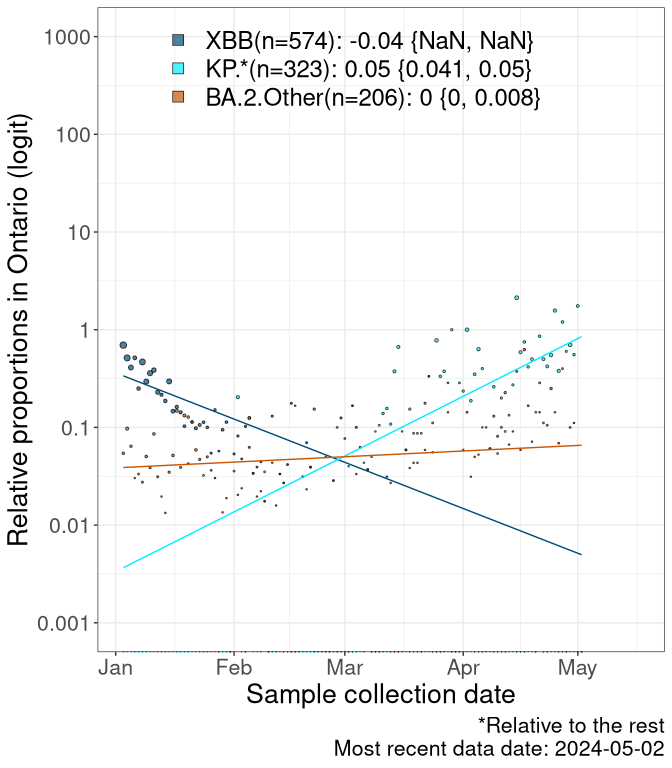 XBB(n=574): -0.04 {NaN, NaN}
KP.*(n=323): 0.05 {0.041, 0.05}
BA.2.Other(n=206): 0 {0, 0.008}
Relative proportions in Ontario (logit)
1000
100
10
1
0.1
0.01
0.001
Jan Feb Mar Apr May
Sample collection date
*Relative to the rest
Most recent data date: 2024-05-02